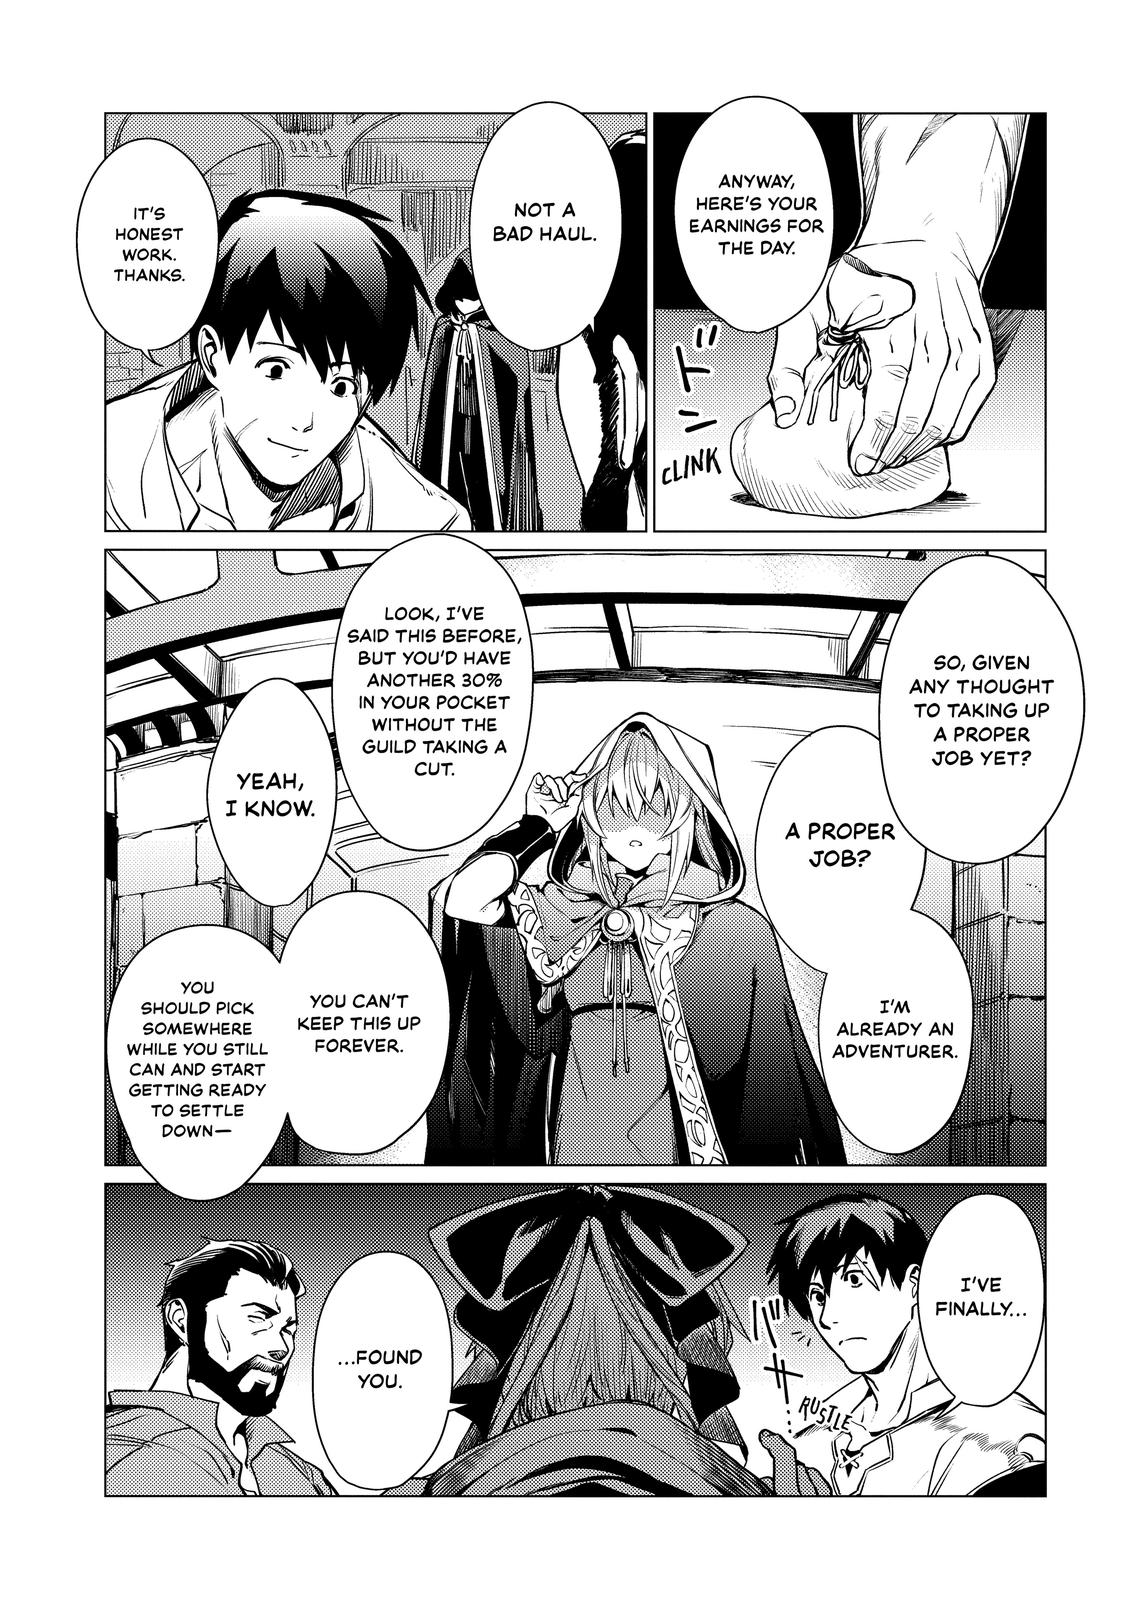 ANYWAY,
HERE'S YOUR
EARNINGS FOR
THE DAY.
ドン
CLINK
NOT A
BAD HAUL.
IT'S
HONEST
WORK.
THANKS.
SO, GIVEN
ANY THOUGHT
TO TAKING UP
A PROPER
JOB YET?
A PROPER
JOB?
I'M
ALREADY AN
ADVENTURER.
LOOK, I'VE
SAID THIS BEFORE,
BUT YOU'D HAVE
ANOTHER 30%
IN YOUR POCKET
WITHOUT THE
GUILD TAKING A
CUT.
YEAH,
I KNOW.
YOU CAN'T
KEEP THIS UP
FOREVER.
YOU
SHOULD PICK
SOMEWHERE
WHILE YOU STILL
CAN AND START
GETTING READY
TO SETTLE
DOWN—
I'VE
FINALLY...
バサ…
RUSTLE
...FOUND
YOU.